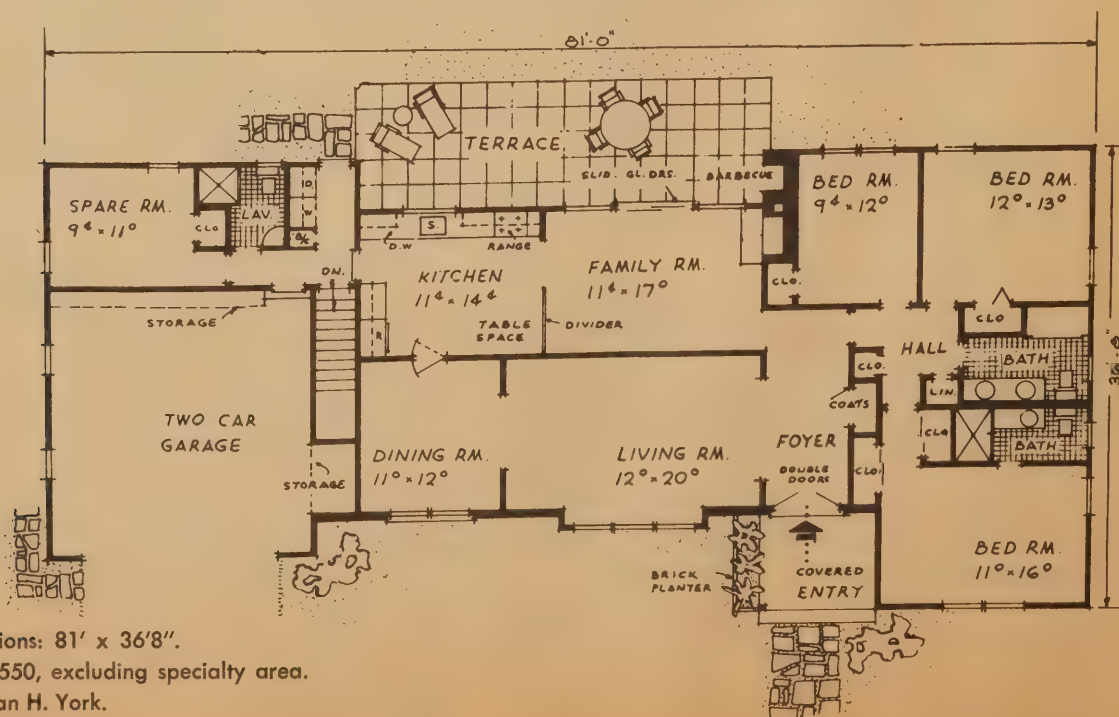 81'-0"
TERRACE
SLID. GL. DRS.
BARBECUE
SPARE RM.
9⁴ x 11⁰
CLO
LAV.
D.
W
B/C
DN.
S.
D.W
RANGE
KITCHEN
11⁴ x 14⁴
TABLE
SPACE
R
DIVIDER
FAMILY RM.
11⁴ x 17⁰
CLO.
BED RM.
9⁴ x 12⁰
BED RM.
12⁰ x 13⁰
CLO
HALL
BATH
LIN.
CLO.
COATS
CLO
BATH
STORAGE
TWO CAR
GARAGE
STORAGE
DINING RM.
11⁰ x 12⁰
LIVING RM.
12⁰ x 20⁰
FOYER
DOUBLE
DOORS
CLO.
BED RM.
11⁰ x 16⁰
BRICK
PLANTER
COVERED
ENTRY
ions: 81' x 36'8".
550, excluding specialty area.
an H. York.